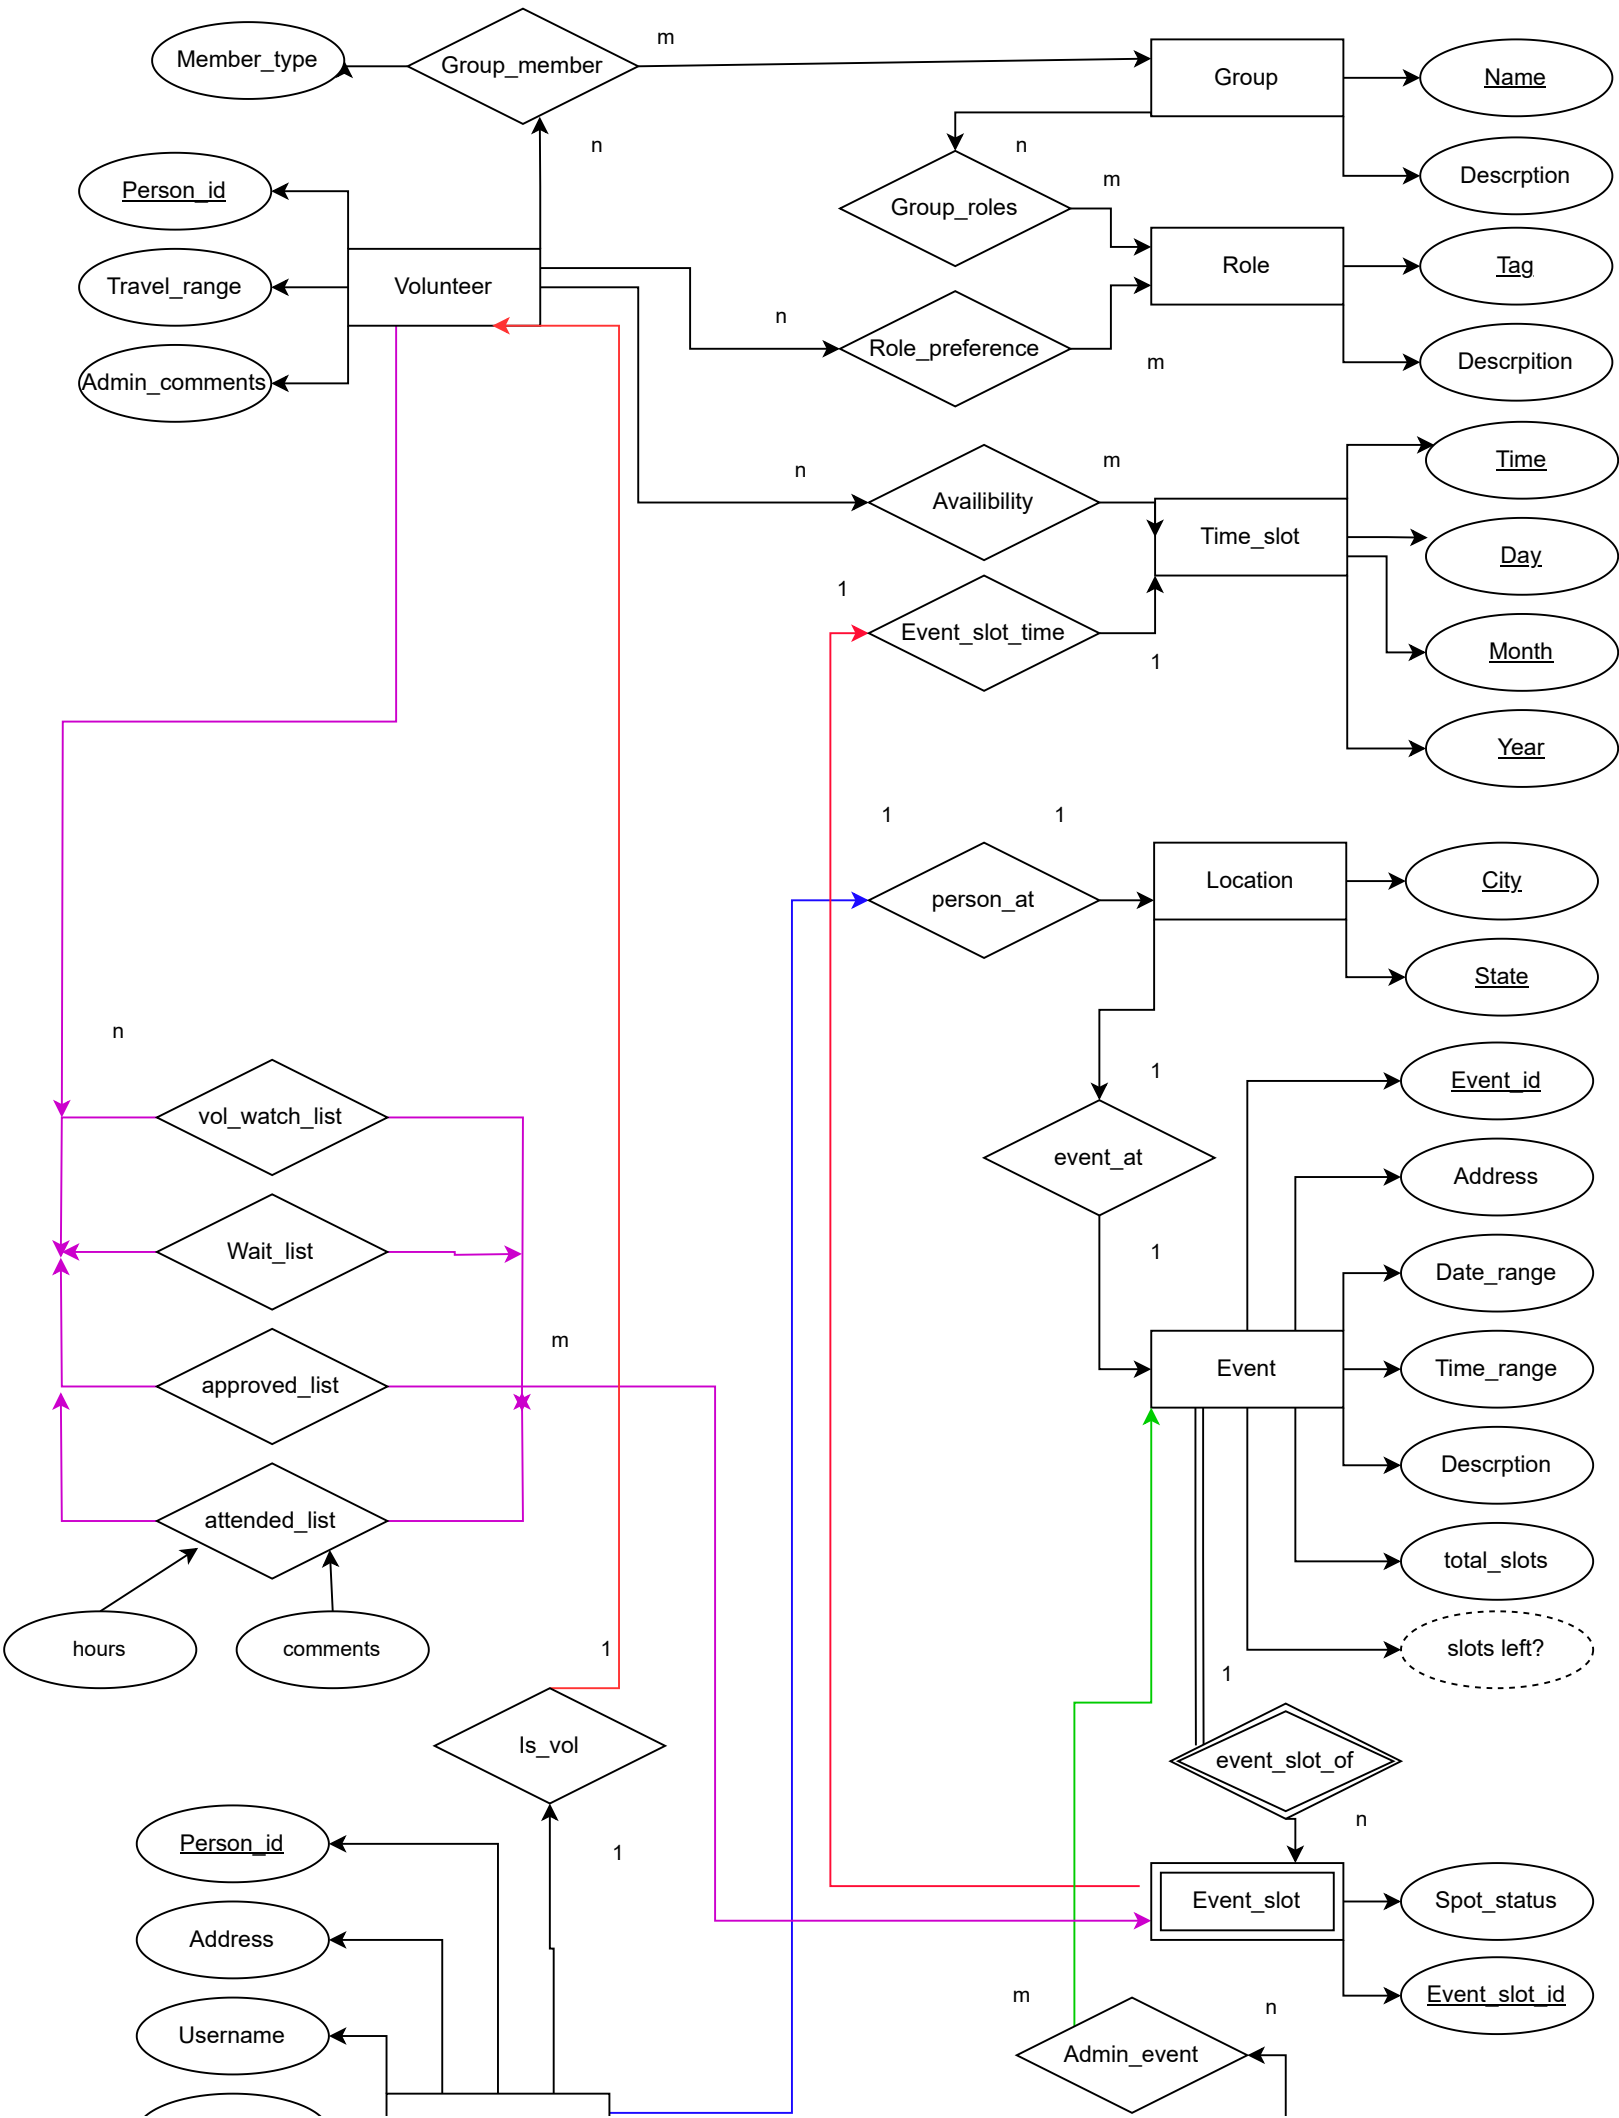 Member_type
Group_member
m
Group
Name
n
n
Descrption
Person_id
m
Group_roles
Role
Tag
Travel_range
Volunteer
n
Role_preference
m
Descrpition
Admin_comments
Time
n
Availibility
m
Time_slot
Day
1
Event_slot_time
1
Month
Year
1
1
person_at
Location
City
State
n
1
Event_id
vol_watch_list
event_at
Address
Wait_list
1
Date_range
m
Event
Time_range
approved_list
Descrption
attended_list
total_slots
hours
comments
1
slots left?
1
Is_vol
event_slot_of
n
Person_id
1
Event_slot
Spot_status
Address
m
n
Event_slot_id
Username
Admin_event